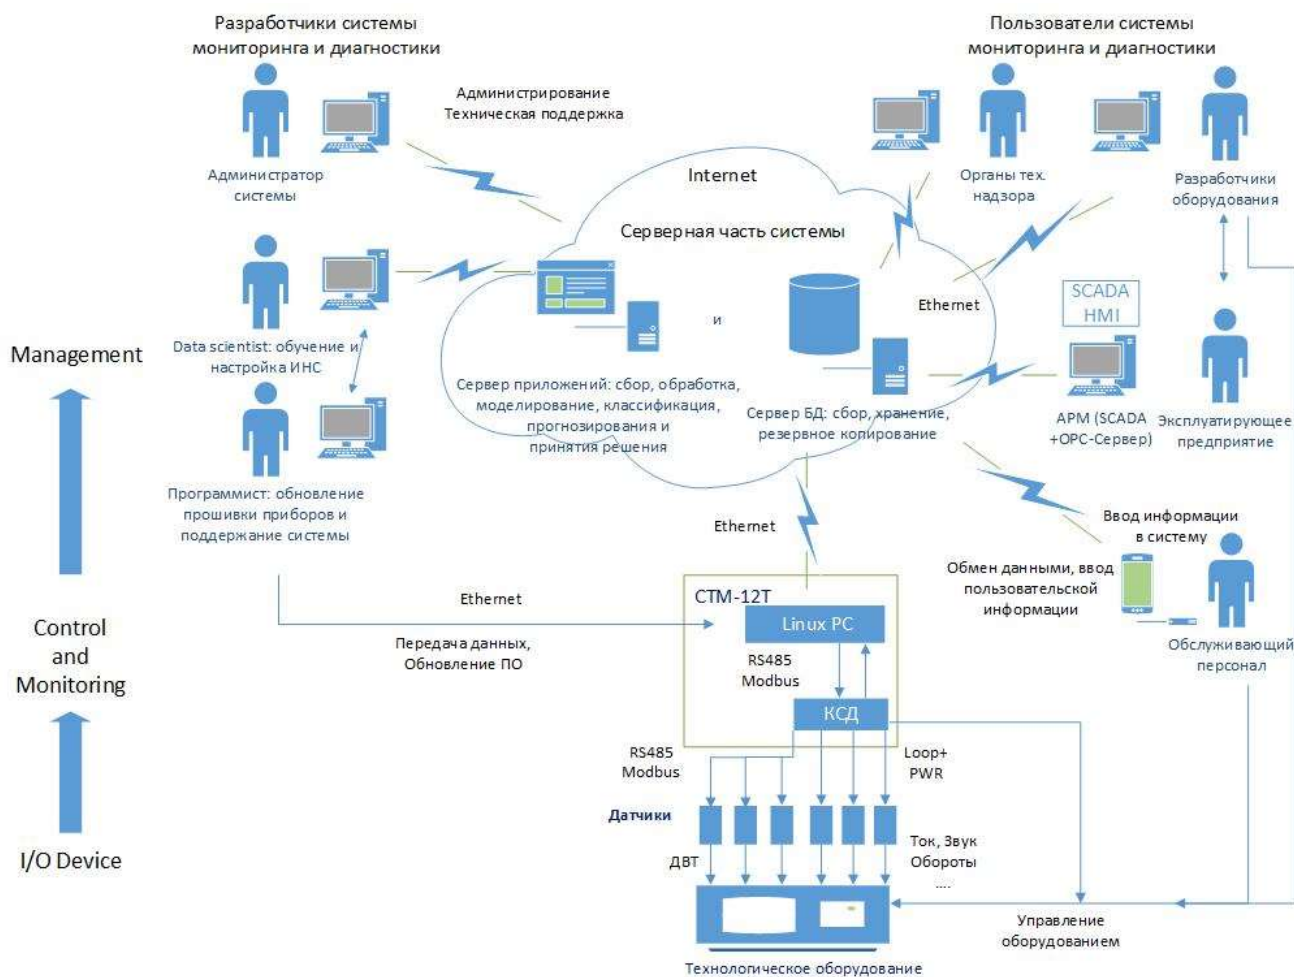 Разработчики системы
мониторинга и диагностики
Пользователи системы
мониторинга и диагностики
Администрирование
Техническая поддержка
Администратор
системы
Internet
Органы тех.
надзора
Разработчики
оборудования
Серверная часть системы
Ethernet
SCADA
HMI
и
Management
Data scientist: обучение и
настройка ИНС
Сервер приложений: сбор, обработка,
моделирование, классификация,
прогнозирования и
принятия решения
Сервер БД: сбор, хранение,
резервное копирование
АРМ (SCADA
+OPC-Сервер)
Эксплуатирующее
предприятие
Программист: обновление
прошивки приборов и
поддержание системы
Ethernet
Ввод информации
в систему
Обмен данными, ввод
пользовательской
информации
Обслуживающий
персонал
Ethernet
Передача данных,
Обновление ПО
СТМ-12Т
Linux PC
RS485
Modbus
КСД
Control
and
Monitoring
RS485
Modbus
Loop+
PWR
Датчики
ДВТ
Ток, Звук
Обороты
....
I/O Device
Управление
оборудованием
Технологическое оборудование